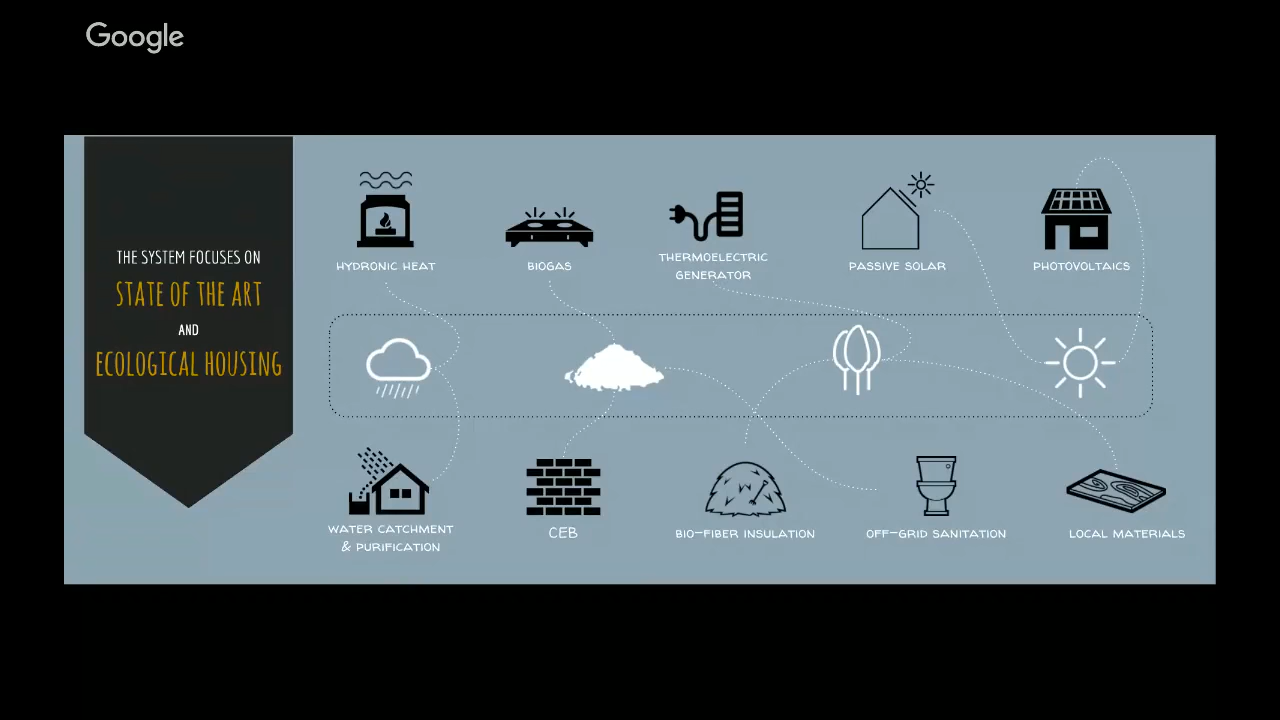 Google
THE SYSTEM FOCUSES ON
STATE OF THE ART
AND
ECOLOGICAL HOUSING
HYDRONIC HEAT
BIOGAS
THERMOELECTRIC
GENERATOR
PASSIVE SOLAR
PHOTOVOLTAICS
WATER CATCHMENT
& PURIFICATION
CEB
BIO-FIBER INSULATION
OFF-GRID SANITATION
LOCAL MATERIALS